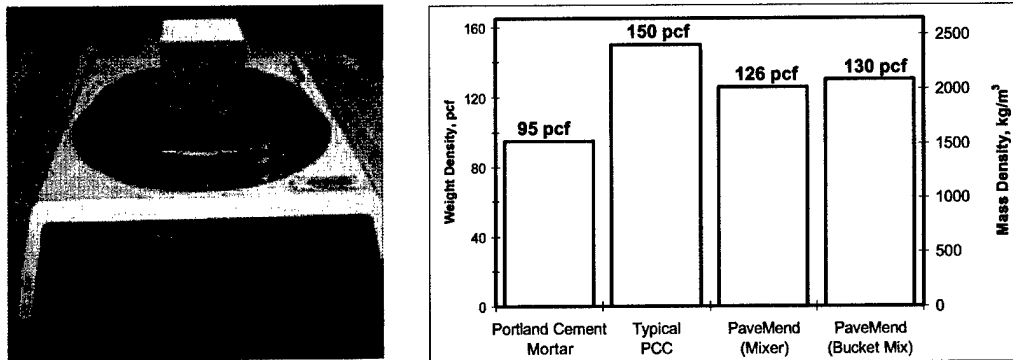 160
120
80
40
0
Weight Density, pcf
95 pcf
150 pcf
126 pcf
130 pcf
2500
2000
1500
1000
500
0
Mass Density, kg/m³
Portland Cement
Mortar
Typical
PCC
PaveMend
(Mixer)
PaveMend
(Bucket Mix)